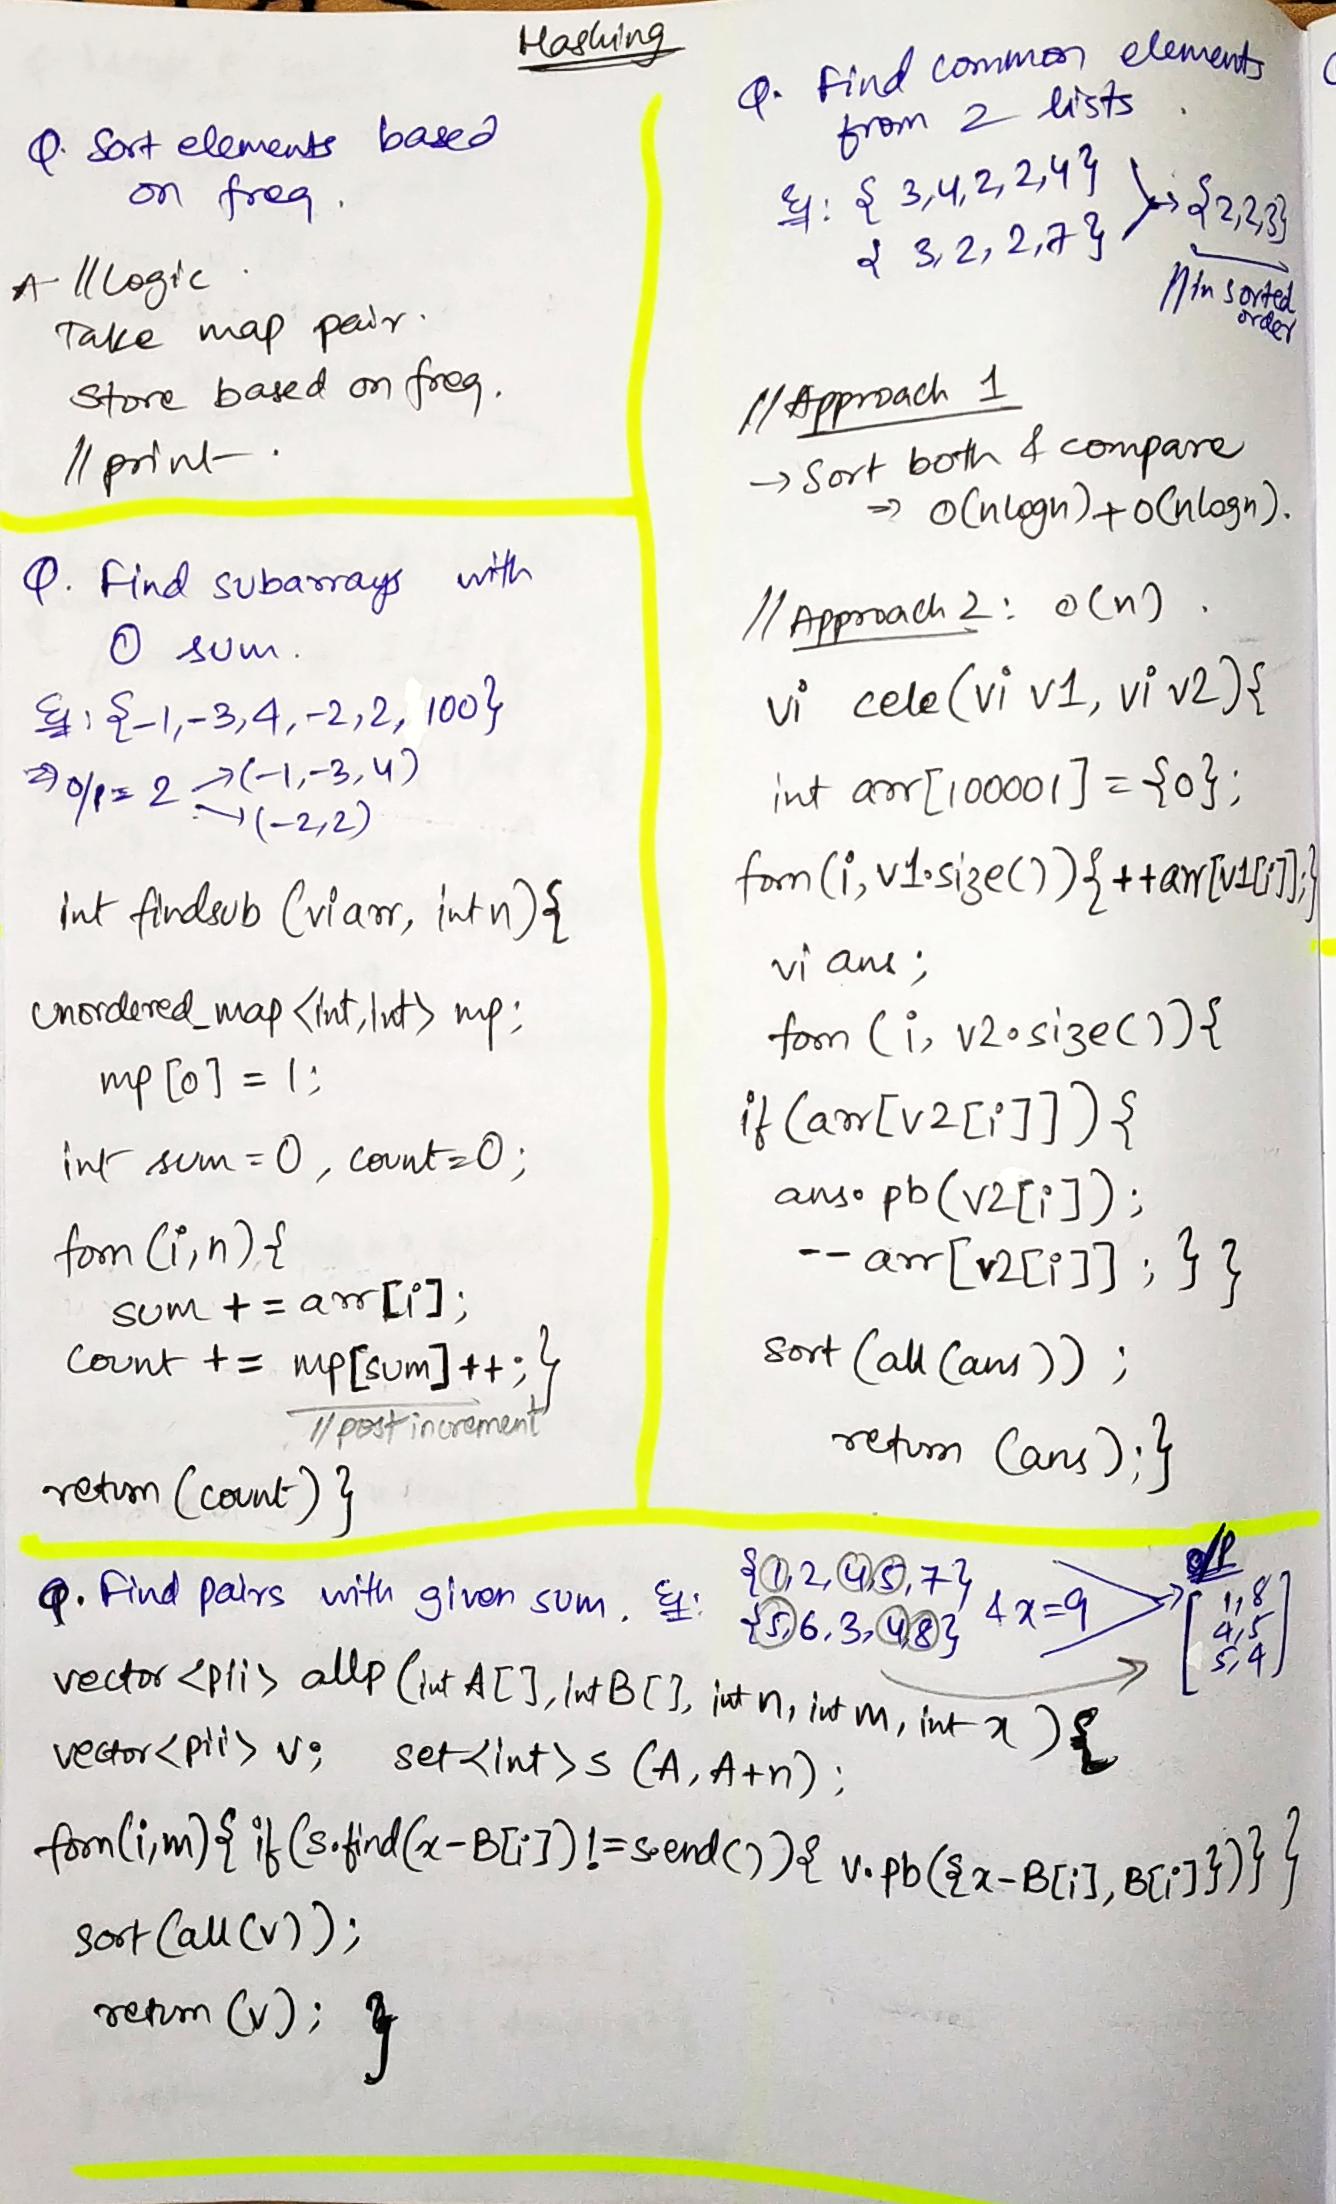 Hashing
Q. Sort elements based
on freq.
A- // Logic.
Take map pair.
Store based on freq.
// print.
Q. Find subarrays with
0 sum.
Eg: {-1,-3,4,-2,2, 100}
⇒ o/p = 2 → (-1,-3,4)
→ (-2,2)
int findsub (vi arr, int n){
unordered_map <int,int> mp;
mp [0] = 1;
int sum = 0 , count = 0;
forn (i,n){
sum + = arr[i];
count += mp[sum]++;}
// post increment
return (count) }
Q. Find common elements
from 2 lists.
Eg: { 3,4,2,2,4}
{ 3,2,2,7} → {2,2,3}
// in sorted
order
// Approach 1
→ Sort both & compare
⇒ O(nlogn)+O(nlogn).
// Approach 2: O(n).
vi cele (vi v1, vi v2){
int arr[100001] = {0};
forn (i, v1.size()){ ++arr[v1[i]];}
vi ans;
forn (i, v2.size()){
if (arr[v2[i]]){
ans.pb(v2[i]);
--arr[v2[i]]; } }
sort (all (ans));
return (ans);}
Q. Find pairs with given sum. Eg: {1,2,4,5,7}
{5,6,3,4,8} & x=9
o/p
1,8
4,5
5,4
vector <pii> allp (int A[], int B[], int n, int m, int x ){
vector<pii> v; set<int> s (A, A+n);
forn(i,m){ if (s.find(x-B[i]) != s.end()){ v.pb({x-B[i], B[i]})} }
sort (all (v));
return (v); }